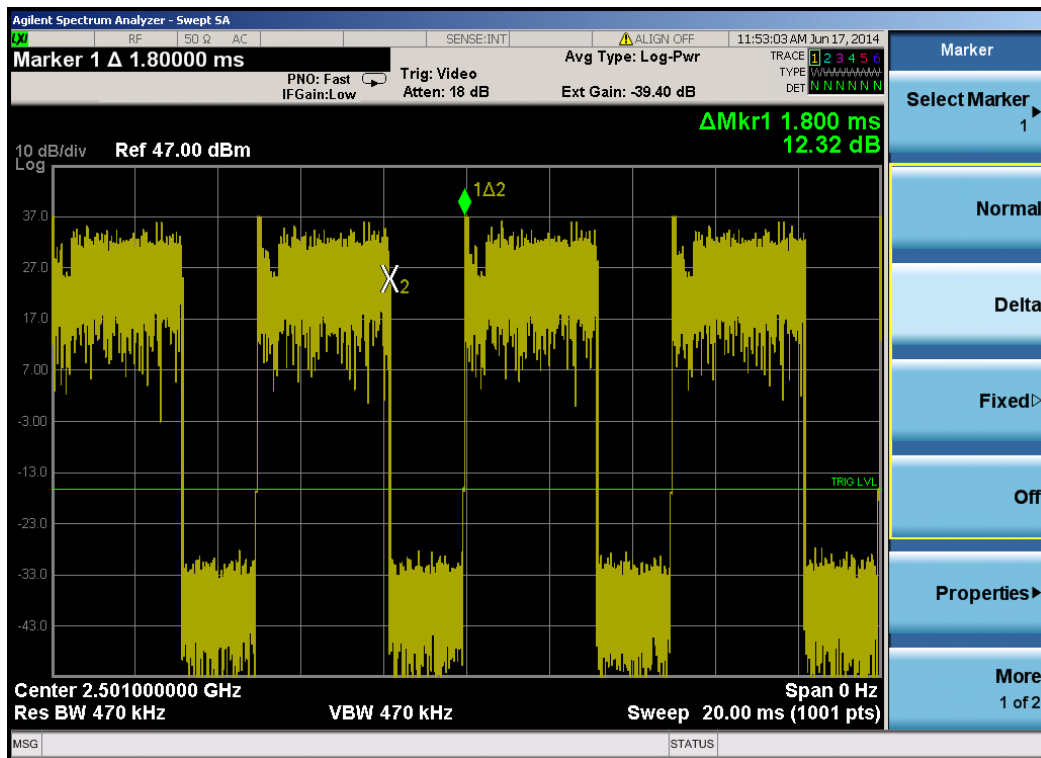 Agilent Spectrum Analyzer - Swept SA
LXI RF 50 Ω AC SENSE:INT ALIGN OFF 11:53:03 AM Jun 17, 2014
Marker 1 Δ 1.80000 ms
PNO: Fast
IFGain:Low
Trig: Video
Atten: 18 dB
Avg Type: Log-Pwr
Ext Gain: -39.40 dB
TRACE 1 2 3 4 5 6
TYPE WWWWWW
DET N N N N N N
ΔMkr1 1.800 ms
12.32 dB
10 dB/div Ref 47.00 dBm
Log
1Δ2
37.0
27.0
X2
17.0
7.00
-3.00
-13.0
TRIG LVL
-23.0
-33.0
-43.0
Center 2.501000000 GHz Span 0 Hz
Res BW 470 kHz VBW 470 kHz Sweep 20.00 ms (1001 pts)
MSG STATUS
Marker
Select Marker
1
Normal
Delta
Fixed
Off
Properties
More
1 of 2